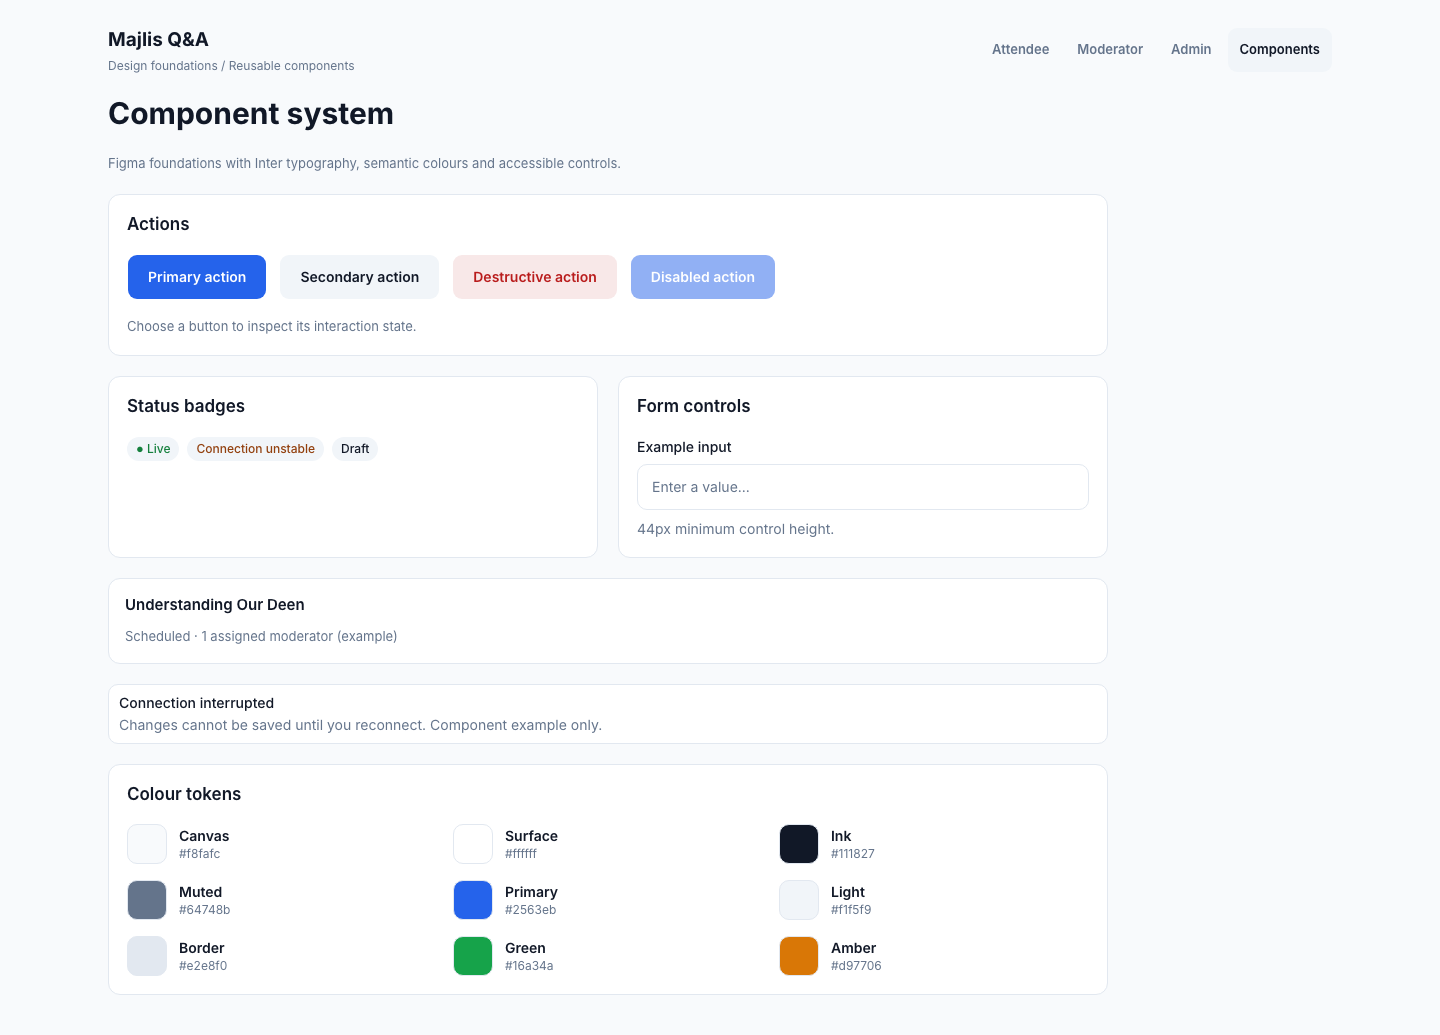 Majlis Q&A
Design foundations / Reusable components
Attendee
Moderator
Admin
Components
Component system
Figma foundations with Inter typography, semantic colours and accessible controls.
Actions
Primary action
Secondary action
Destructive action
Disabled action
Choose a button to inspect its interaction state.
Status badges
● Live
Connection unstable
Draft
Form controls
Example input
Enter a value...
44px minimum control height.
Understanding Our Deen
Scheduled · 1 assigned moderator (example)
Connection interrupted
Changes cannot be saved until you reconnect. Component example only.
Colour tokens
Canvas
#f8fafc
Surface
#ffffff
Ink
#111827
Muted
#64748b
Primary
#2563eb
Light
#f1f5f9
Border
#e2e8f0
Green
#16a34a
Amber
#d97706